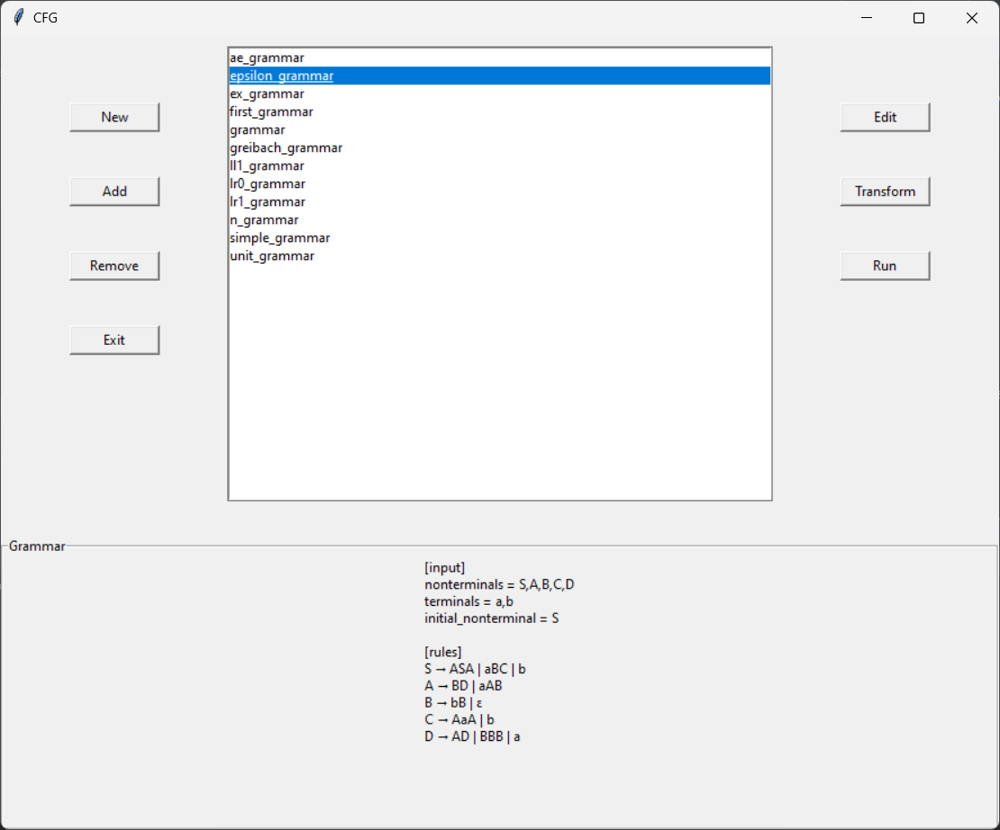 CFG
New
Add
Remove
Exit
ae_grammar
epsilon_grammar
ex_grammar
first_grammar
grammar
greibach_grammar
ll1_grammar
lr0_grammar
lr1_grammar
n_grammar
simple_grammar
unit_grammar
Edit
Transform
Run
Grammar
[input]
nonterminals = S,A,B,C,D
terminals = a,b
initial_nonterminal = S
[rules]
S → ASA | aBC | b
A → BD | aAB
B → bB | ε
C → AaA | b
D → AD | BBB | a